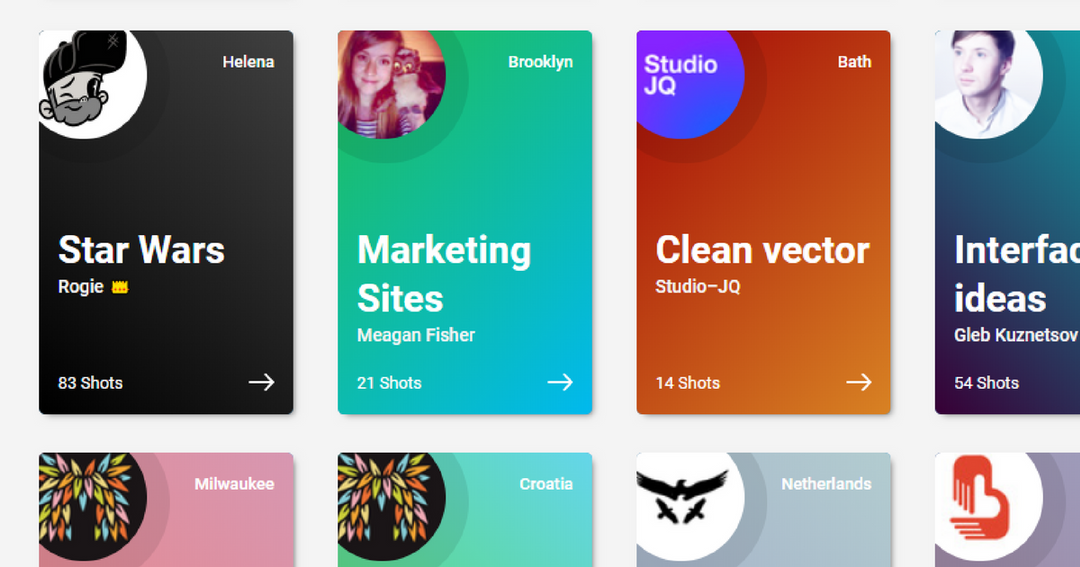 Helena
Star Wars
Rogie
83 Shots
Brooklyn
Marketing
Sites
Meagan Fisher
21 Shots
Studio
JQ
Bath
Clean vector
Studio–JQ
14 Shots
ideas
Gleb Kuznetsov
54 Shots
Milwaukee
Croatia
Netherlands